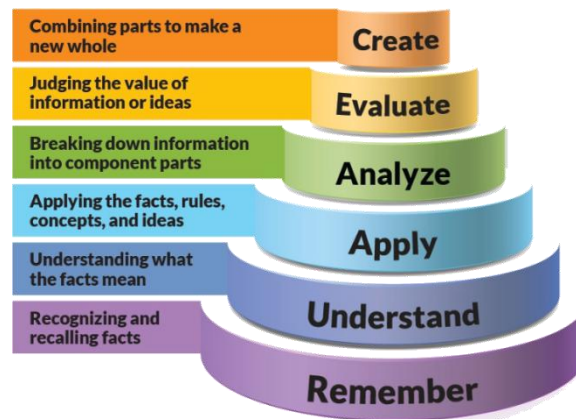 Combining parts to make a
new whole
Create
Judging the value of
information or ideas
Evaluate
Breaking down information
into component parts
Analyze
Applying the facts, rules,
concepts, and ideas
Apply
Understanding what
the facts mean
Understand
Recognizing and
recalling facts
Remember